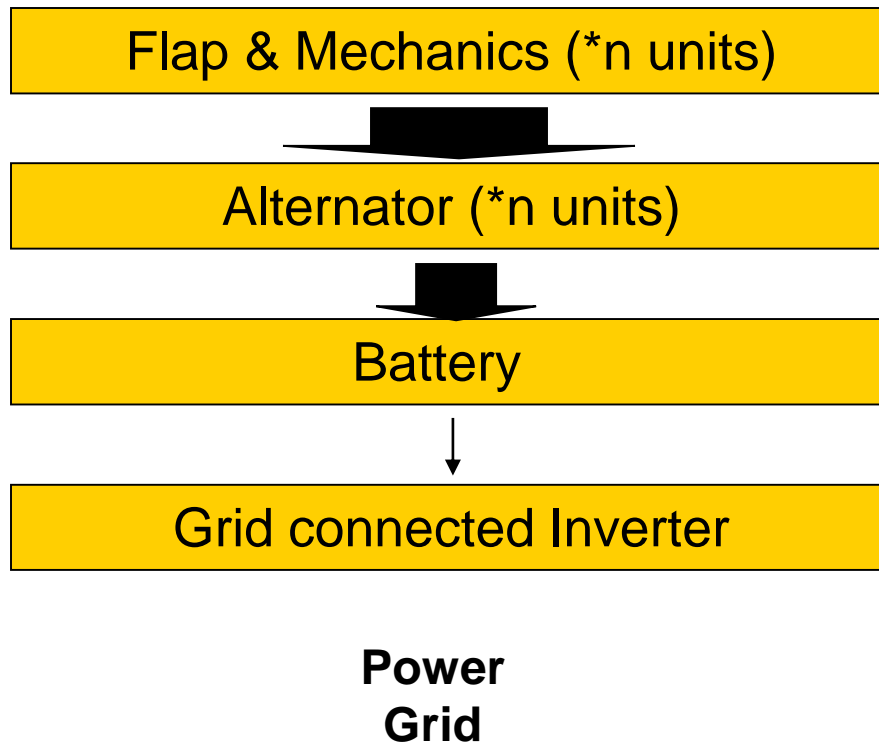 Flap & Mechanics (*n units)
Alternator (*n units)
Battery
Grid connected Inverter
Power
Grid